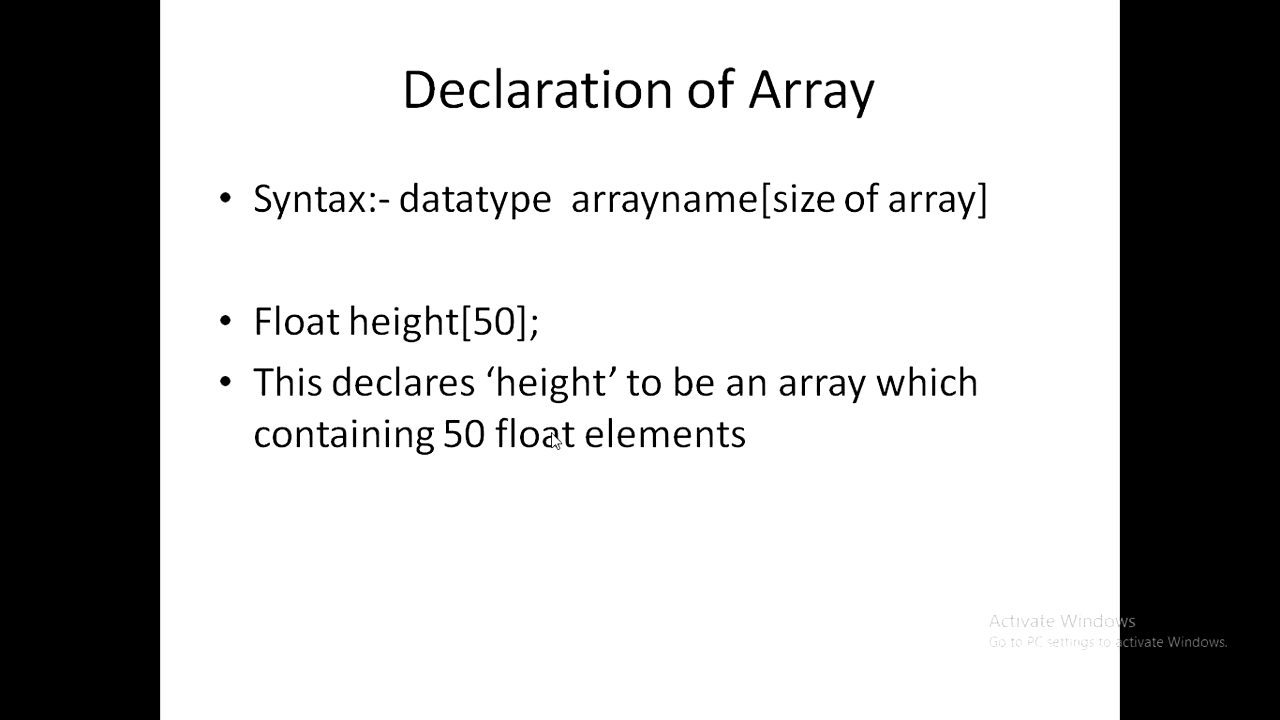 Declaration of Array
• Syntax:- datatype arrayname[size of array]
• Float height[50];
• This declares ‘height’ to be an array which
containing 50 float elements
Activate Windows
Go to PC settings to activate Windows.